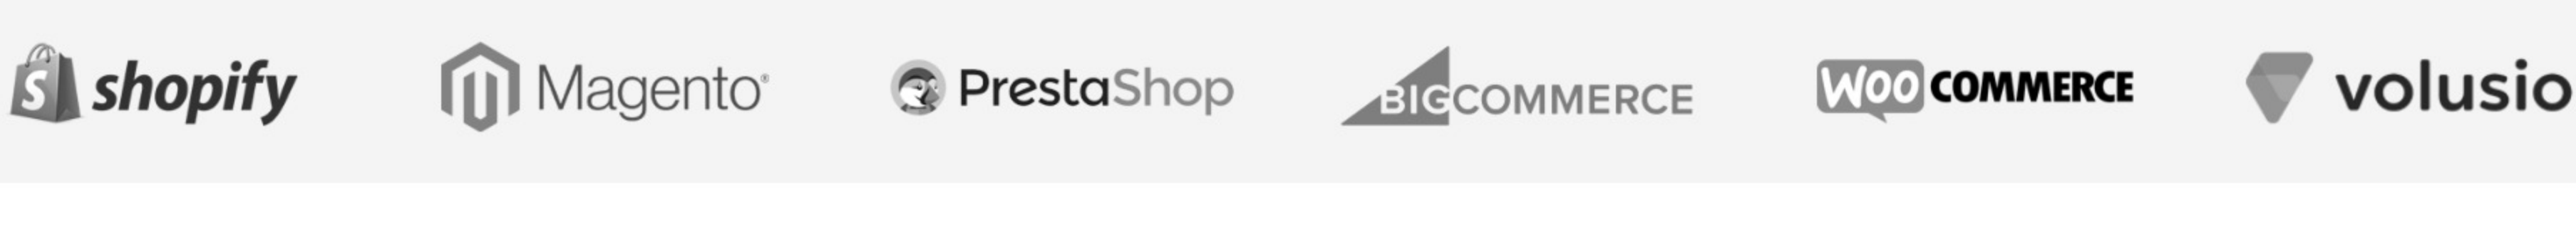 shopify
Magento®
PrestaShop
BIGCOMMERCE
WOO COMMERCE
volusio